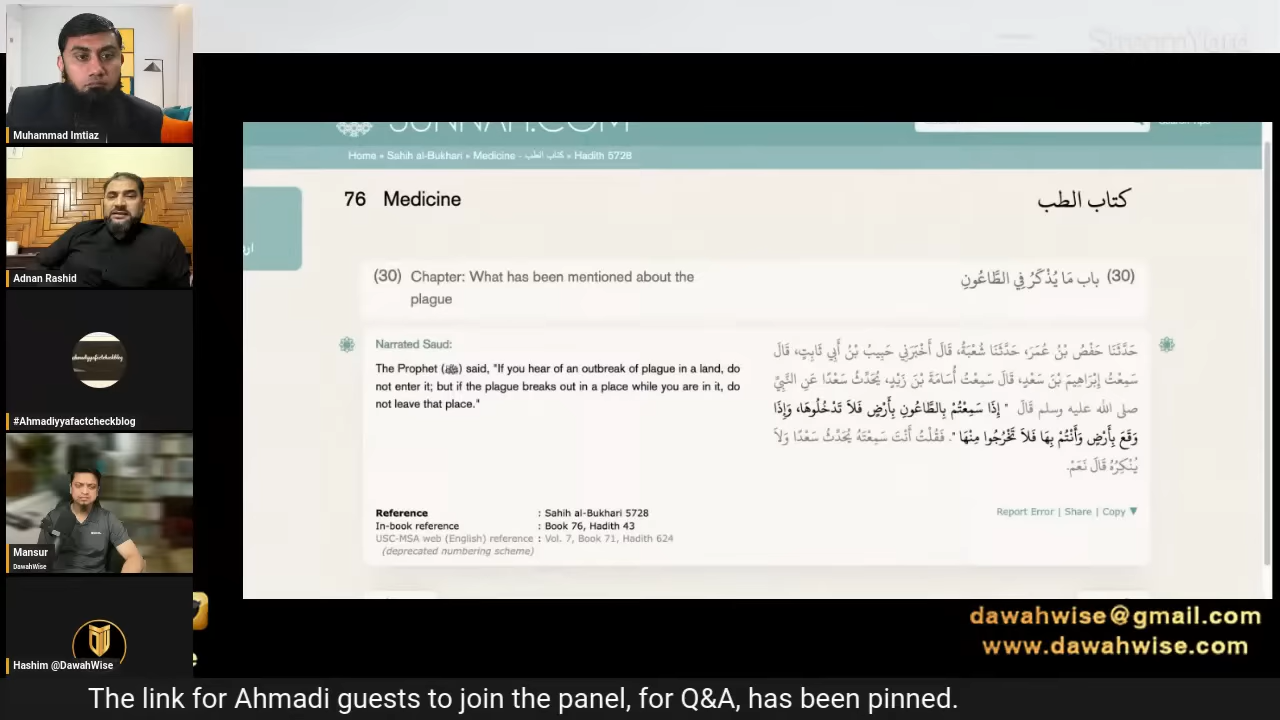 StreamYard
Muhammad Imtiaz
Adnan Rashid
#Ahmadiyyafactcheckblog
Mansur
DawahWise
Hashim @DawahWise
SUNNAH.COM
Home » Sahih al-Bukhari » Medicine - كتاب الطب » Hadith 5728
76 Medicine
كتاب الطب
(30) Chapter: What has been mentioned about the
plague
(30) باب مَا يُذْكَرُ فِي الطَّاعُونِ
Narrated Saud:
The Prophet (ﷺ) said, "If you hear of an outbreak of plague in a land, do
not enter it; but if the plague breaks out in a place while you are in it, do
not leave that place."
حَدَّثَنَا حَفْصُ بْنُ عُمَرَ، حَدَّثَنَا شُعْبَةُ، قَالَ أَخْبَرَنِي حَبِيبُ بْنُ أَبِي ثَابِتٍ، قَالَ
سَمِعْتُ إِبْرَاهِيمَ بْنَ سَعْدٍ، قَالَ سَمِعْتُ أُسَامَةَ بْنَ زَيْدٍ، يُحَدِّثُ سَعْدًا عَنِ النَّبِيِّ
صلى الله عليه وسلم قَالَ " إِذَا سَمِعْتُمْ بِالطَّاعُونِ بِأَرْضٍ فَلاَ تَدْخُلُوهَا، وَإِذَا
وَقَعَ بِأَرْضٍ وَأَنْتُمْ بِهَا فَلاَ تَخْرُجُوا مِنْهَا ". فَقُلْتُ أَنْتَ سَمِعْتَهُ يُحَدِّثُ سَعْدًا وَلاَ
يُنْكِرُهُ قَالَ نَعَمْ.
Reference : Sahih al-Bukhari 5728
In-book reference : Book 76, Hadith 43
USC-MSA web (English) reference : Vol. 7, Book 71, Hadith 624
(deprecated numbering scheme)
Report Error | Share | Copy ▼
dawahwise@gmail.com
www.dawahwise.com
The link for Ahmadi guests to join the panel, for Q&A, has been pinned.